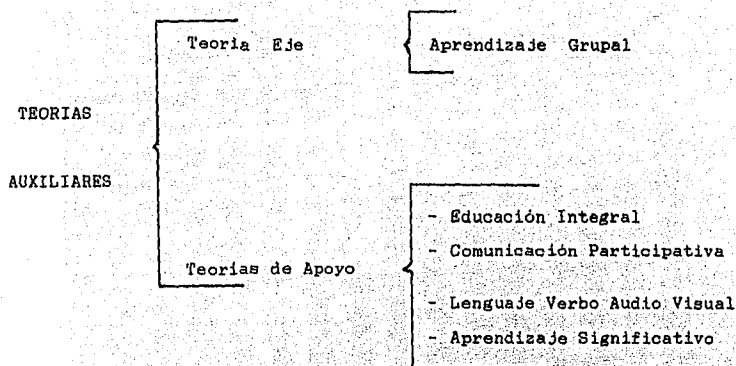 Teoria Eje
Aprendizaje Grupal
TEORIAS
AUXILIARES
Teorias de Apoyo
- Educación Integral
- Comunicación Participativa
- Lenguaje Verbo Audio Visual
- Aprendizaje Significativo